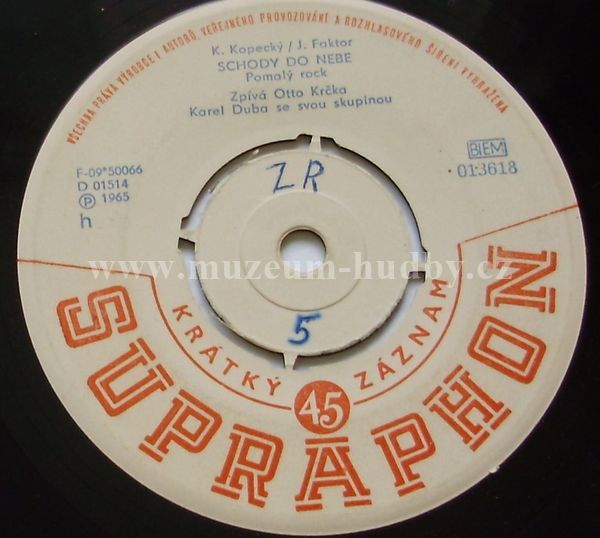 VŠECHNA PRÁVA VÝROBCE I AUTORŮ, VEŘEJNÉHO PROVOZOVÁNÍ A ROZHLASOVÉHO ŠÍŘENÍ VYHRAŽENA
K. Kopecký / J. Faktor
SCHODY DO NEBE
Pomalý rock
Zpívá Otto Krčka
Karel Duba se svou skupinou
F-09*50066
D 01514
Ⓟ 1965
h
BIEM
013618
ZR
5
www.muzeum-hudby.cz
KRÁTKÝ
45
ZÁZNAM
SUPRAPHON